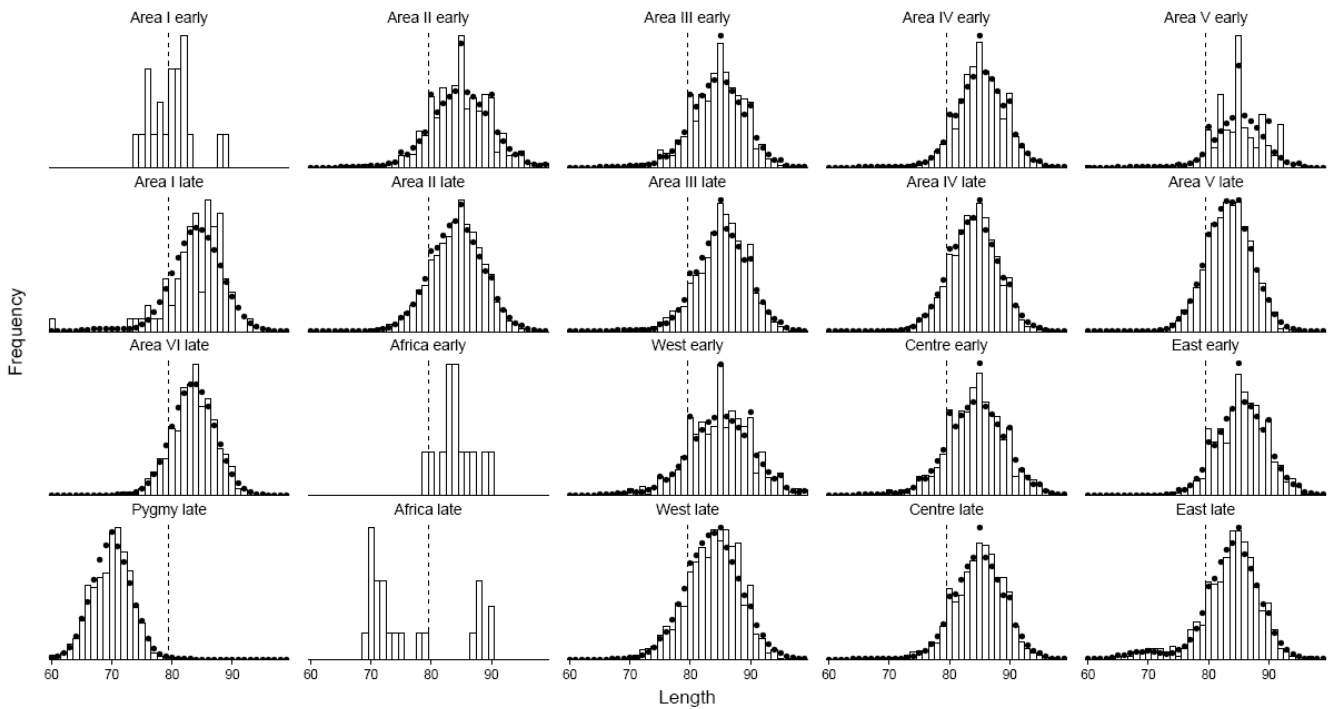 Area I early
Area II early
Area III early
Area IV early
Area V early
Area I late
Area II late
Area III late
Area IV late
Area V late
Area VI late
Africa early
West early
Centre early
East early
Pygmy late
Africa late
West late
Centre late
East late
Frequency
60 70 80 90
60 70 80 90
60 70 80 90
60 70 80 90
60 70 80 90
Length